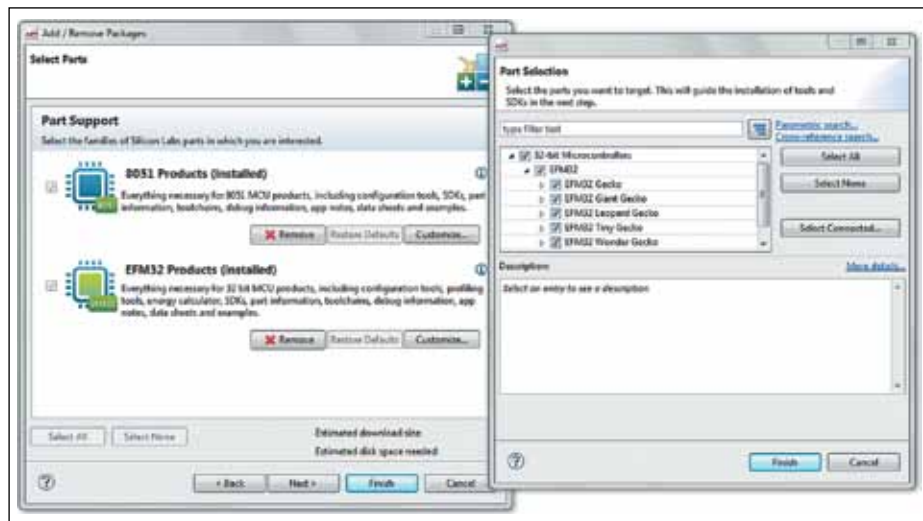 Add / Remove Packages
Select Parts
Part Support
Select the families of Silicon Labs parts in which you are interested.
8051 Products (Installed)
Everything necessary for 8051 MCU products, including configuration tools, SDKs, part
information, toolchains, debug information, app notes, data sheets and examples.
Remove
Restore Defaults
Customize...
EFM32 Products (Installed)
Everything necessary for 32 bit MCU products, including configuration tools, profiling
tools, energy calculator, SDKs, part information, toolchains, debug information, app
notes, data sheets and examples.
Remove
Restore Defaults
Customize...
Select All
Select None
Estimated download size
Estimated disk space needed
< Back
Next >
Finish
Cancel
Part Selection
Select the parts you want to target. This will guide the installation of tools and
SDKs in the next step.
type filter text
Parametric search...
Cross-reference search...
32-bit Microcontrollers
EFM32
EFM32 Gecko
EFM32 Giant Gecko
EFM32 Leopard Gecko
EFM32 Tiny Gecko
EFM32 Wonder Gecko
Select All
Select None
Select Connected...
Description:
More details...
Select an entry to see a description
Finish
Cancel